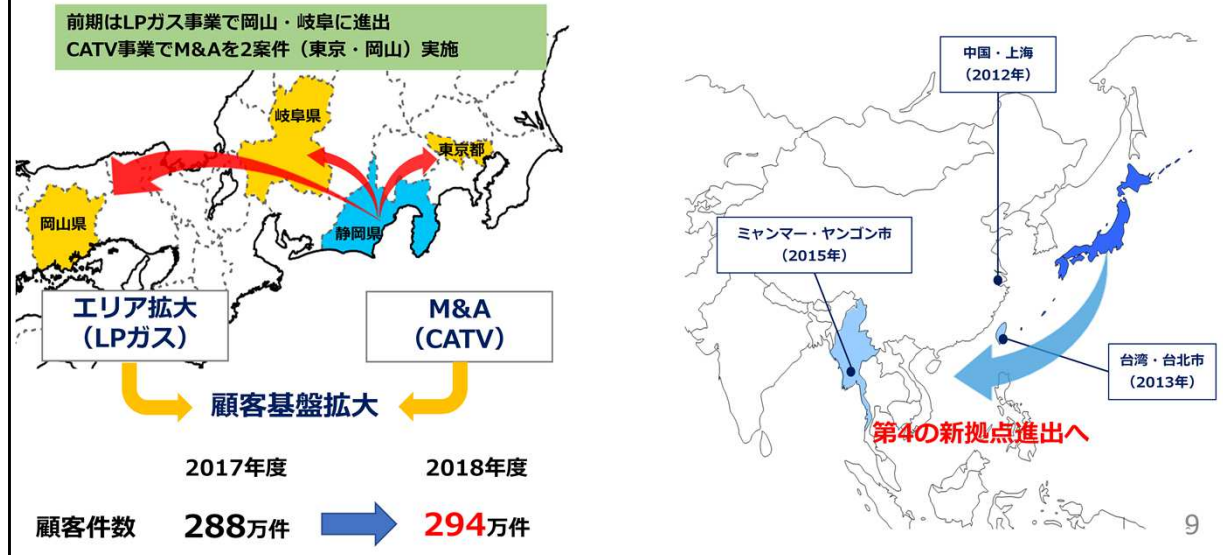 前期はLPガス事業で岡山・岐阜に進出
CATV事業でM&Aを2案件（東京・岡山）実施
岐阜県
東京都
岡山県
静岡県
エリア拡大
（LPガス）
M&A
（CATV）
顧客基盤拡大
2017年度
2018年度
顧客件数 288万件 294万件
中国・上海
（2012年）
ミャンマー・ヤンゴン市
（2015年）
台湾・台北市
（2013年）
第4の新拠点進出へ
9